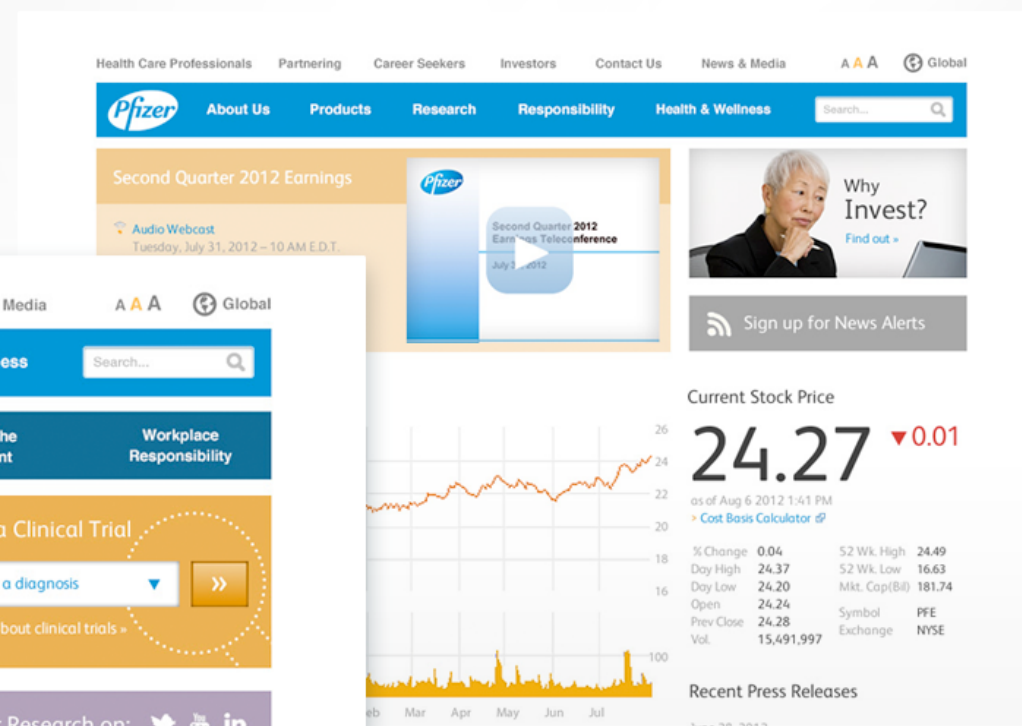 Health Care Professionals Partnering Career Seekers Investors Contact Us News & Media A A A Global
Pfizer About Us Products Research Responsibility Health & Wellness Search...
Second Quarter 2012 Earnings
Audio Webcast
Tuesday, July 31, 2012 – 10 AM E.D.T.
Pfizer
Second Quarter 2012
Earnings Teleconference
2012
Why
Invest?
Find out »
Sign up for News Alerts
Media A A A Global
ess Search...
he
nt
Workplace
Responsibility
a Clinical Trial
a diagnosis »
bout clinical trials »
Research on:
26
24
22
20
18
16
100
eb Mar Apr May Jun Jul
Current Stock Price
24.27 ▼0.01
as of Aug 6 2012 1:41 PM
> Cost Basis Calculator
% Change 0.04
Day High 24.37
Day Low 24.20
Open 24.24
Prev Close 24.28
Vol. 15,491,997
52 Wk. High 24.49
52 Wk. Low 16.63
Mkt. Cap(Bil) 181.74
Symbol PFE
Exchange NYSE
Recent Press Releases